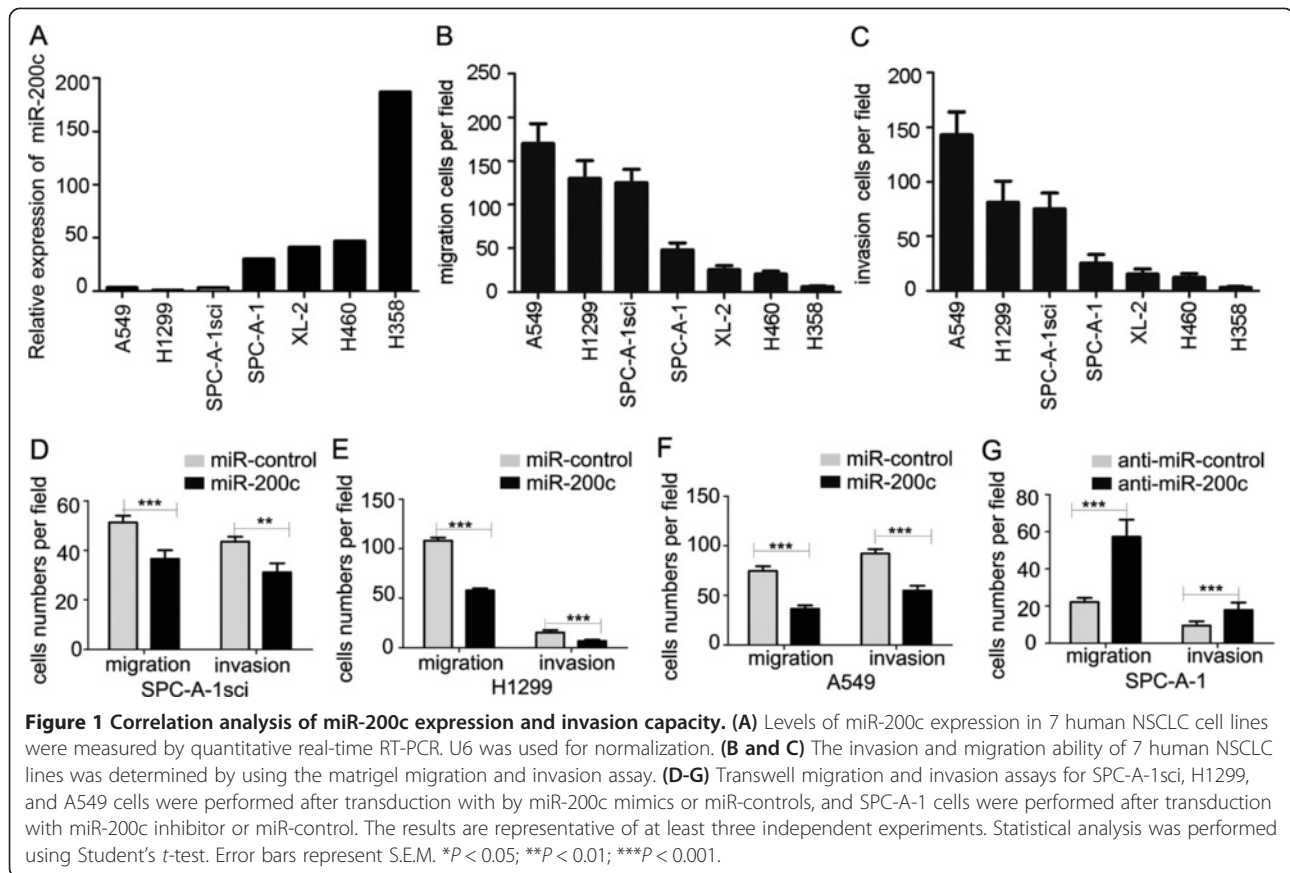 A
Relative expression of miR-200c
200
150
100
50
0
A549
H1299
SPC-A-1sci
SPC-A-1
XL-2
H460
H358
B
migration cells per field
250
200
150
100
50
0
A549
H1299
SPC-A-1sci
SPC-A-1
XL-2
H460
H358
C
invasion cells per field
200
150
100
50
0
A549
H1299
SPC-A-1sci
SPC-A-1
XL-2
H460
H358
D
miR-control
miR-200c
cells numbers per field
60
40
20
0
***
**
migration invasion
SPC-A-1sci
E
miR-control
miR-200c
cells numbers per field
150
100
50
0
***
***
migration invasion
H1299
F
miR-control
miR-200c
cells numbers per field
150
100
50
0
***
***
migration invasion
A549
G
anti-miR-control
anti-miR-200c
cells numbers per field
80
60
40
20
0
***
***
migration invasion
SPC-A-1
Figure 1 Correlation analysis of miR-200c expression and invasion capacity. (A) Levels of miR-200c expression in 7 human NSCLC cell lines
were measured by quantitative real-time RT-PCR. U6 was used for normalization. (B and C) The invasion and migration ability of 7 human NSCLC
lines was determined by using the matrigel migration and invasion assay. (D-G) Transwell migration and invasion assays for SPC-A-1sci, H1299,
and A549 cells were performed after transduction with by miR-200c mimics or miR-controls, and SPC-A-1 cells were performed after transduction
with miR-200c inhibitor or miR-control. The results are representative of at least three independent experiments. Statistical analysis was performed
using Student's t-test. Error bars represent S.E.M. *P < 0.05; **P < 0.01; ***P < 0.001.